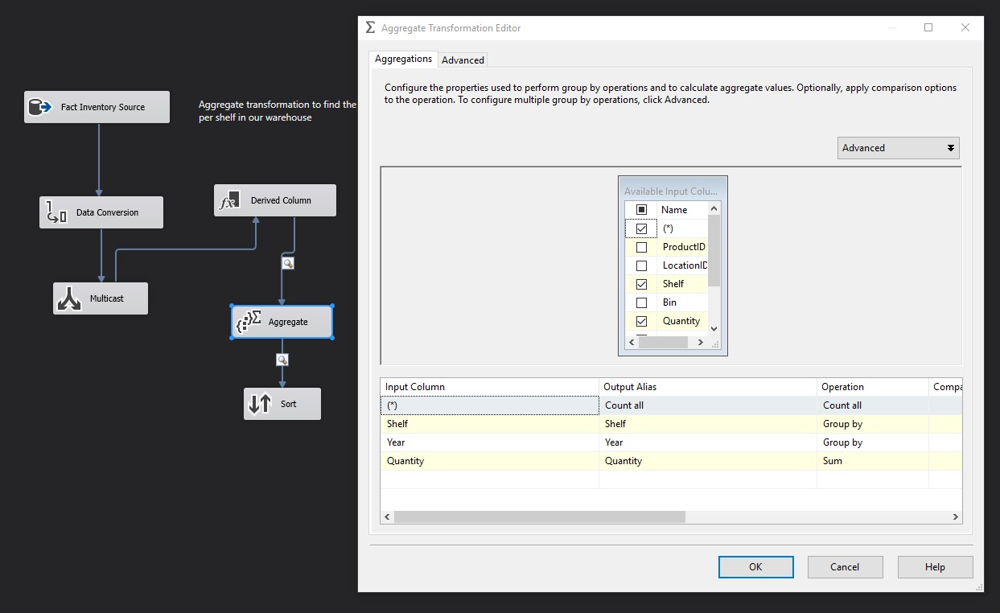 Fact Inventory Source
Aggregate transformation to find the
per shelf in our warehouse
Data Conversion
Derived Column
Multicast
Aggregate
Sort
Aggregate Transformation Editor
Aggregations Advanced
Configure the properties used to perform group by operations and to calculate aggregate values. Optionally, apply comparison options
to the operation. To configure multiple group by operations, click Advanced.
Advanced
Available Input Colu...
Name
(*)
ProductID
LocationID
Shelf
Bin
Quantity
Input Column Output Alias Operation Compa
(*) Count all Count all
Shelf Shelf Group by
Year Year Group by
Quantity Quantity Sum
OK Cancel Help